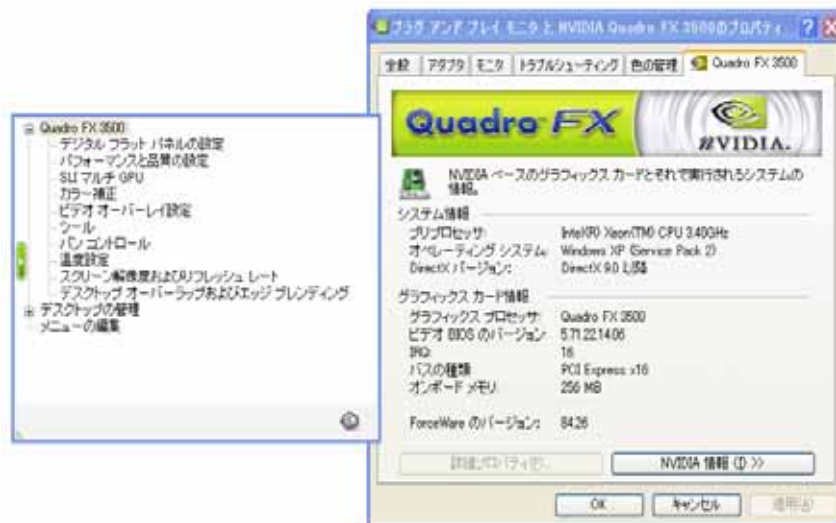 Quadro FX 3500
デジタル フラット パネルの設定
パフォーマンスと品質の設定
SLI マルチ GPU
カラー補正
ビデオ オーバーレイ設定
ツール
パン コントロール
温度設定
スクリーン解像度およびリフレッシュ レート
デスクトップ オーバーラップおよびエッジ ブレンディング
デスクトップの管理
メニューの編集
プラグ アンド プレイ モニタ と NVIDIA Quadro FX 3500のプロパティ
全般 アダプタ モニタ トラブルシューティング 色の管理 Quadro FX 3500
Quadro FX
NVIDIA.
NVIDIA ベースのグラフィックス カードとそれで実行されるシステムの
情報。
システム情報
プリプロセッサ: Intel(R) Xeon(TM) CPU 3.40GHz
オペレーティング システム: Windows XP (Service Pack 2)
DirectX バージョン: DirectX 9.0 以降
グラフィックス カード情報
グラフィックス プロセッサ: Quadro FX 3500
ビデオ BIOS のバージョン: 5.71.22.14.06
IRQ: 16
バスの種類: PCI Express x16
オンボード メモリ: 256 MB
ForceWare のバージョン: 84.26
詳細プロパティ(P)...
NVIDIA 情報 (I) >>
OK キャンセル 適用(A)